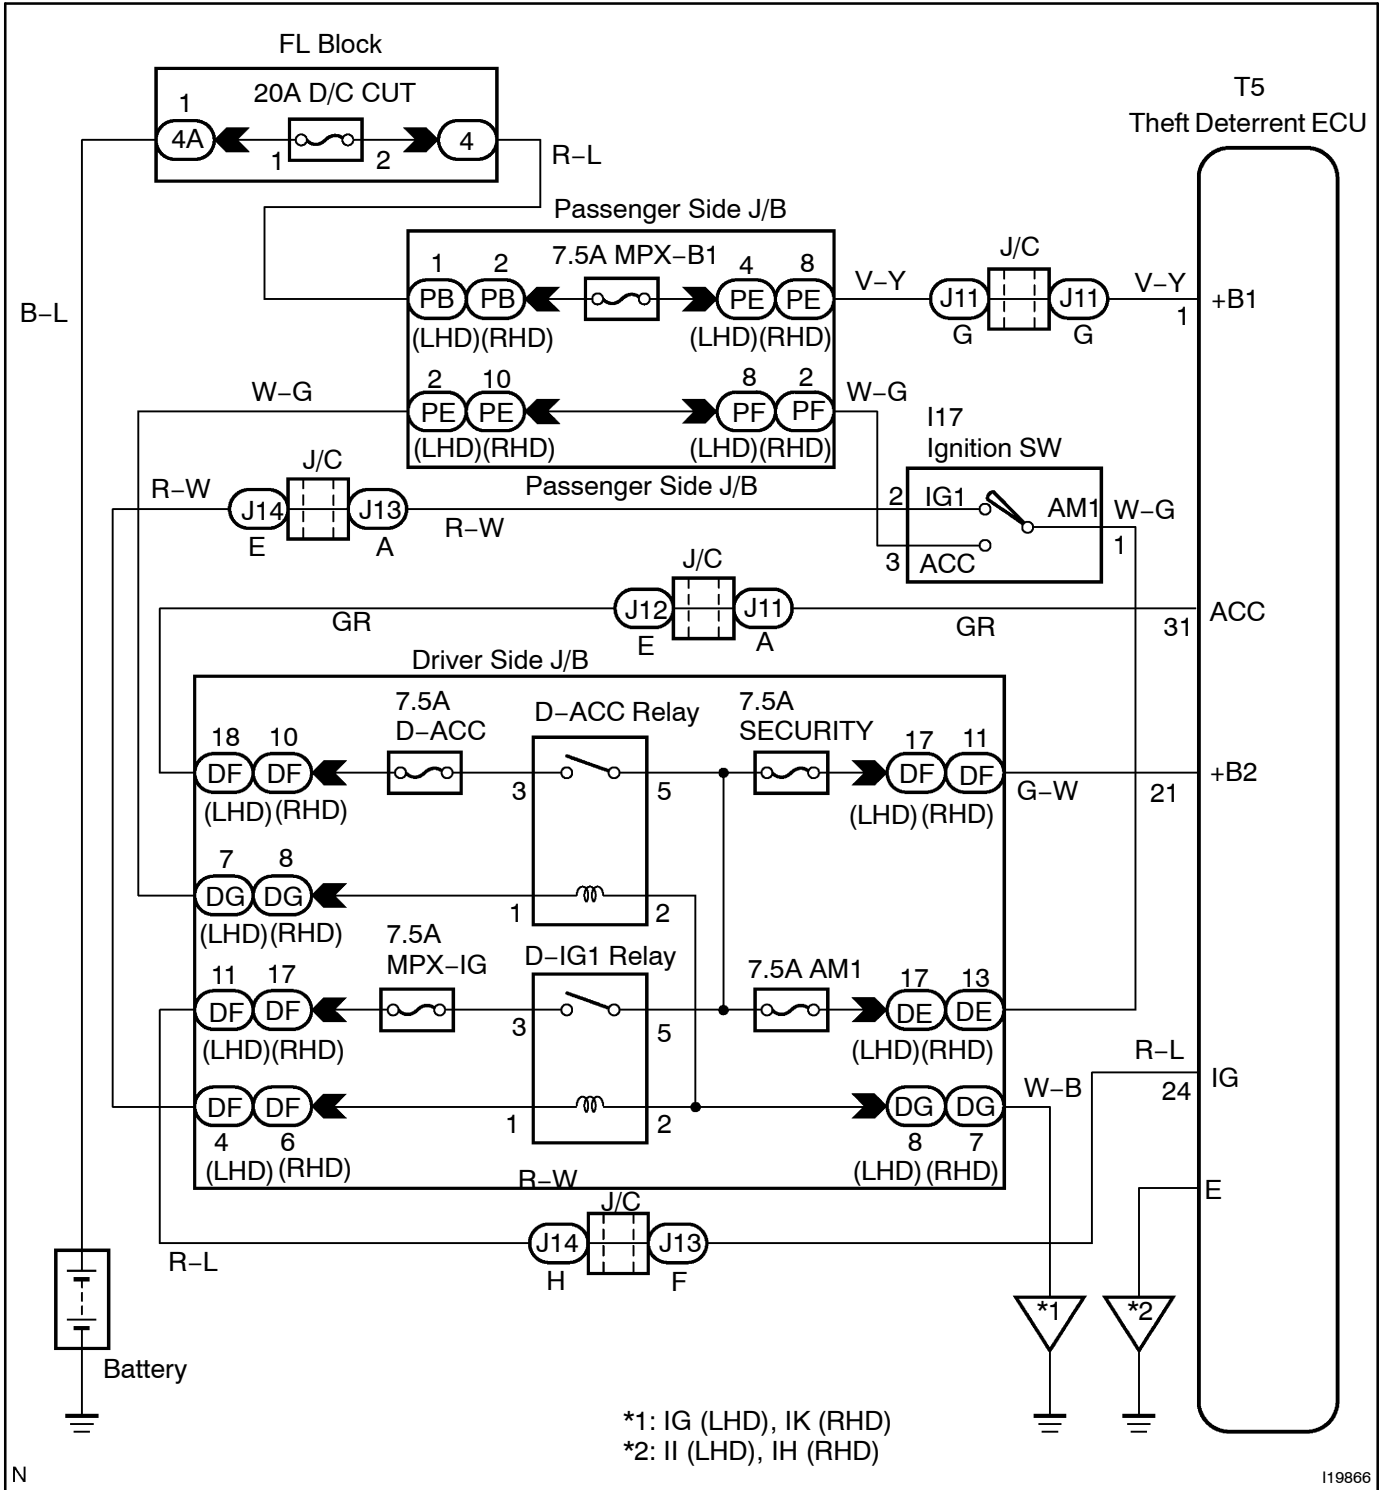 FL Block
20A D/C CUT
1
4A
1
2
4
R-L
T5
Theft Deterrent ECU
Passenger Side J/B
7.5A MPX-B1
1
2
4
8
PB
PB
PE
PE
(LHD)
(RHD)
(LHD)
(RHD)
V-Y
J/C
J11
J11
G
G
V-Y
1
+B1
B-L
W-G
2
10
8
2
PE
PE
PF
PF
(LHD)
(RHD)
(LHD)
(RHD)
W-G
I17
Ignition SW
Passenger Side J/B
J/C
R-W
J14
J13
E
A
R-W
2
IG1
AM1
W-G
3
ACC
1
J/C
J12
J11
GR
E
A
GR
31
ACC
Driver Side J/B
7.5A
D-ACC
D-ACC Relay
7.5A
SECURITY
18
10
17
11
DF
DF
3
5
DF
DF
(LHD)
(RHD)
(LHD)
(RHD)
G-W
21
+B2
7
8
DG
DG
1
2
(LHD)
(RHD)
7.5A
MPX-IG
D-IG1 Relay
7.5A AM1
11
17
17
13
DF
DF
3
5
DE
DE
(LHD)
(RHD)
(LHD)
(RHD)
R-L
24
IG
DF
DF
1
2
DG
DG
W-B
4
6
8
7
(LHD)
(RHD)
(LHD)
(RHD)
R-W
E
J/C
J14
J13
R-L
H
F
*1
*2
Battery
*1: IG (LHD), IK (RHD)
*2: II (LHD), IH (RHD)
N
I19866